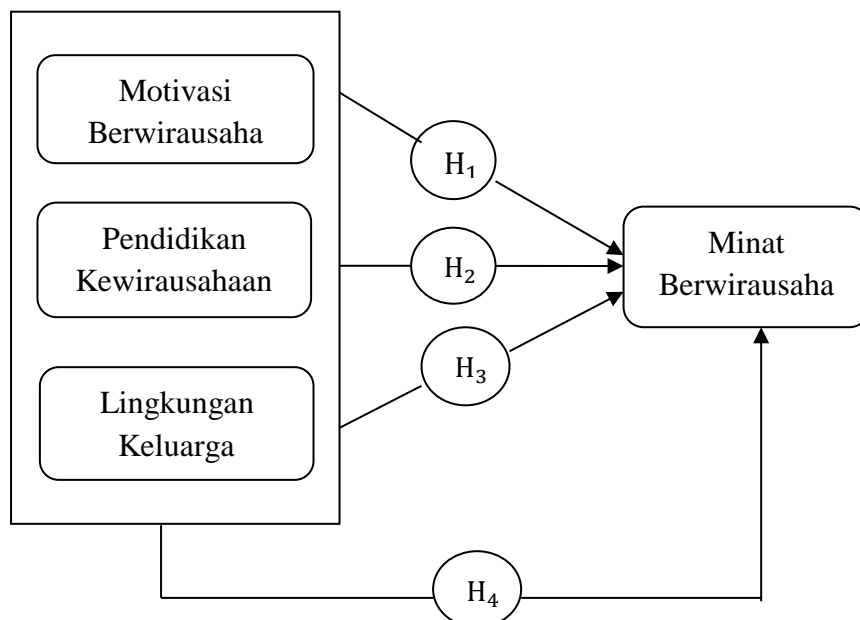 Motivasi
Berwirausaha
H₁
Pendidikan
Kewirausahaan
H₂
Minat
Berwirausaha
Lingkungan
Keluarga
H₃
H₄